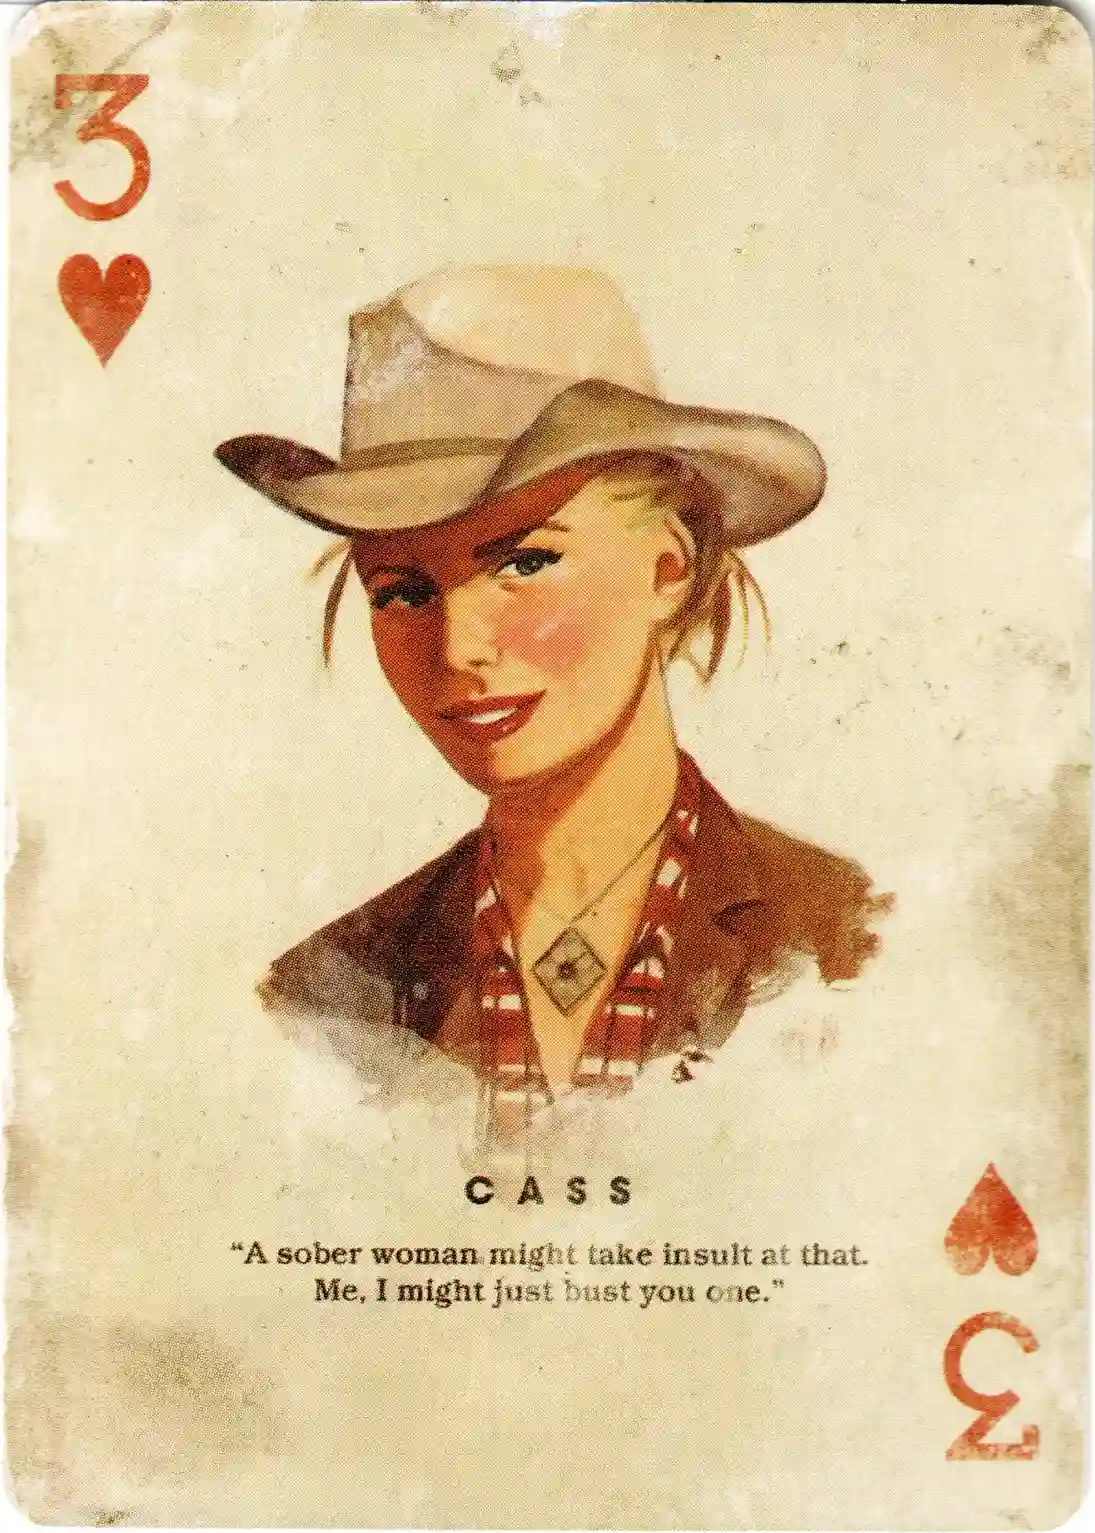 3
CASS
“A sober woman might take insult at that.
Me, I might just bust you one.”
3